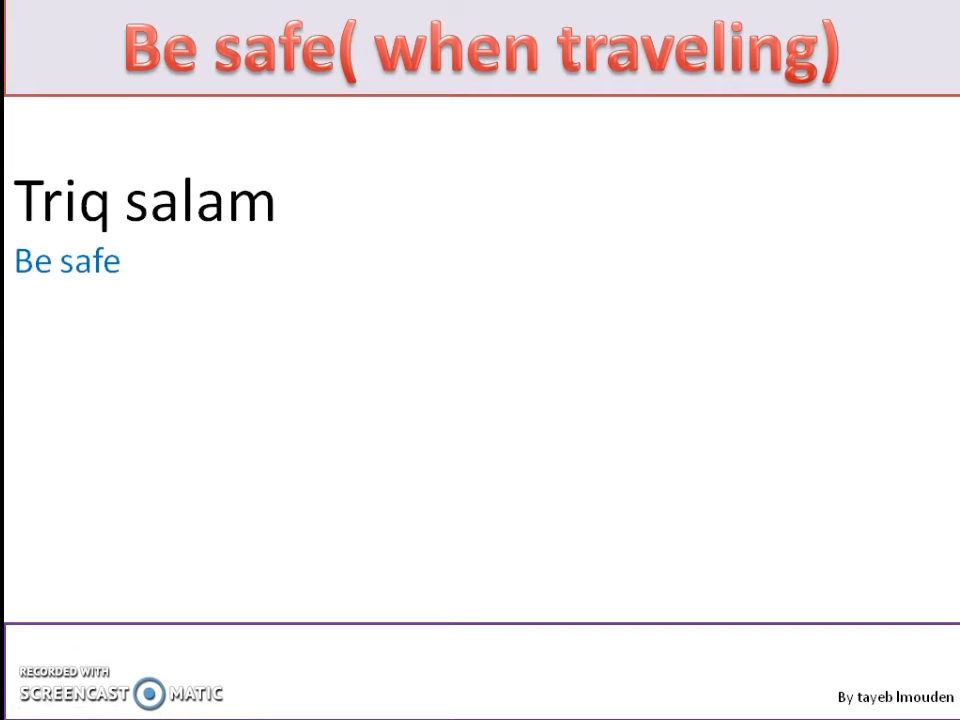 Be safe( when traveling)
Triq salam
Be safe
RECORDED WITH
SCREENCAST MATIC
By tayeb lmouden